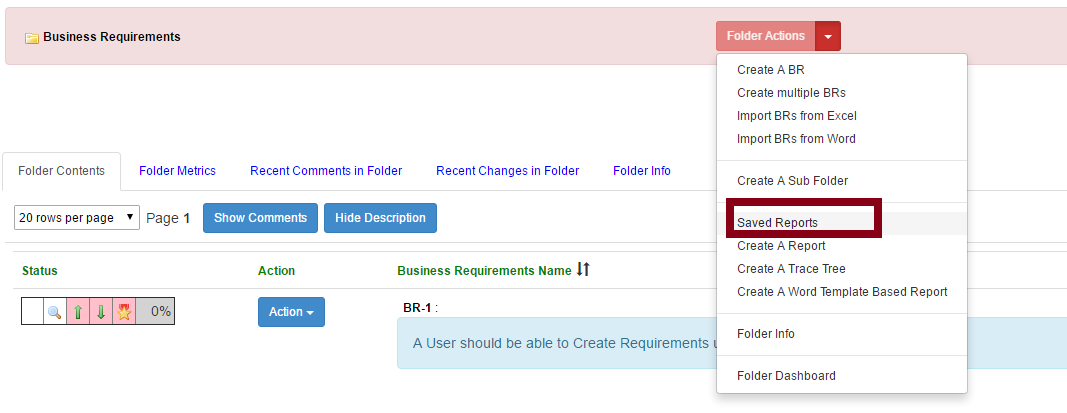 Business Requirements
Folder Actions
Create A BR
Create multiple BRs
Import BRs from Excel
Import BRs from Word
Create A Sub Folder
Saved Reports
Create A Report
Create A Trace Tree
Create A Word Template Based Report
Folder Info
Folder Dashboard
Folder Contents Folder Metrics Recent Comments in Folder Recent Changes in Folder Folder Info
20 rows per page Page 1 Show Comments Hide Description
Status Action Business Requirements Name
0% Action BR-1 :
A User should be able to Create Requirements